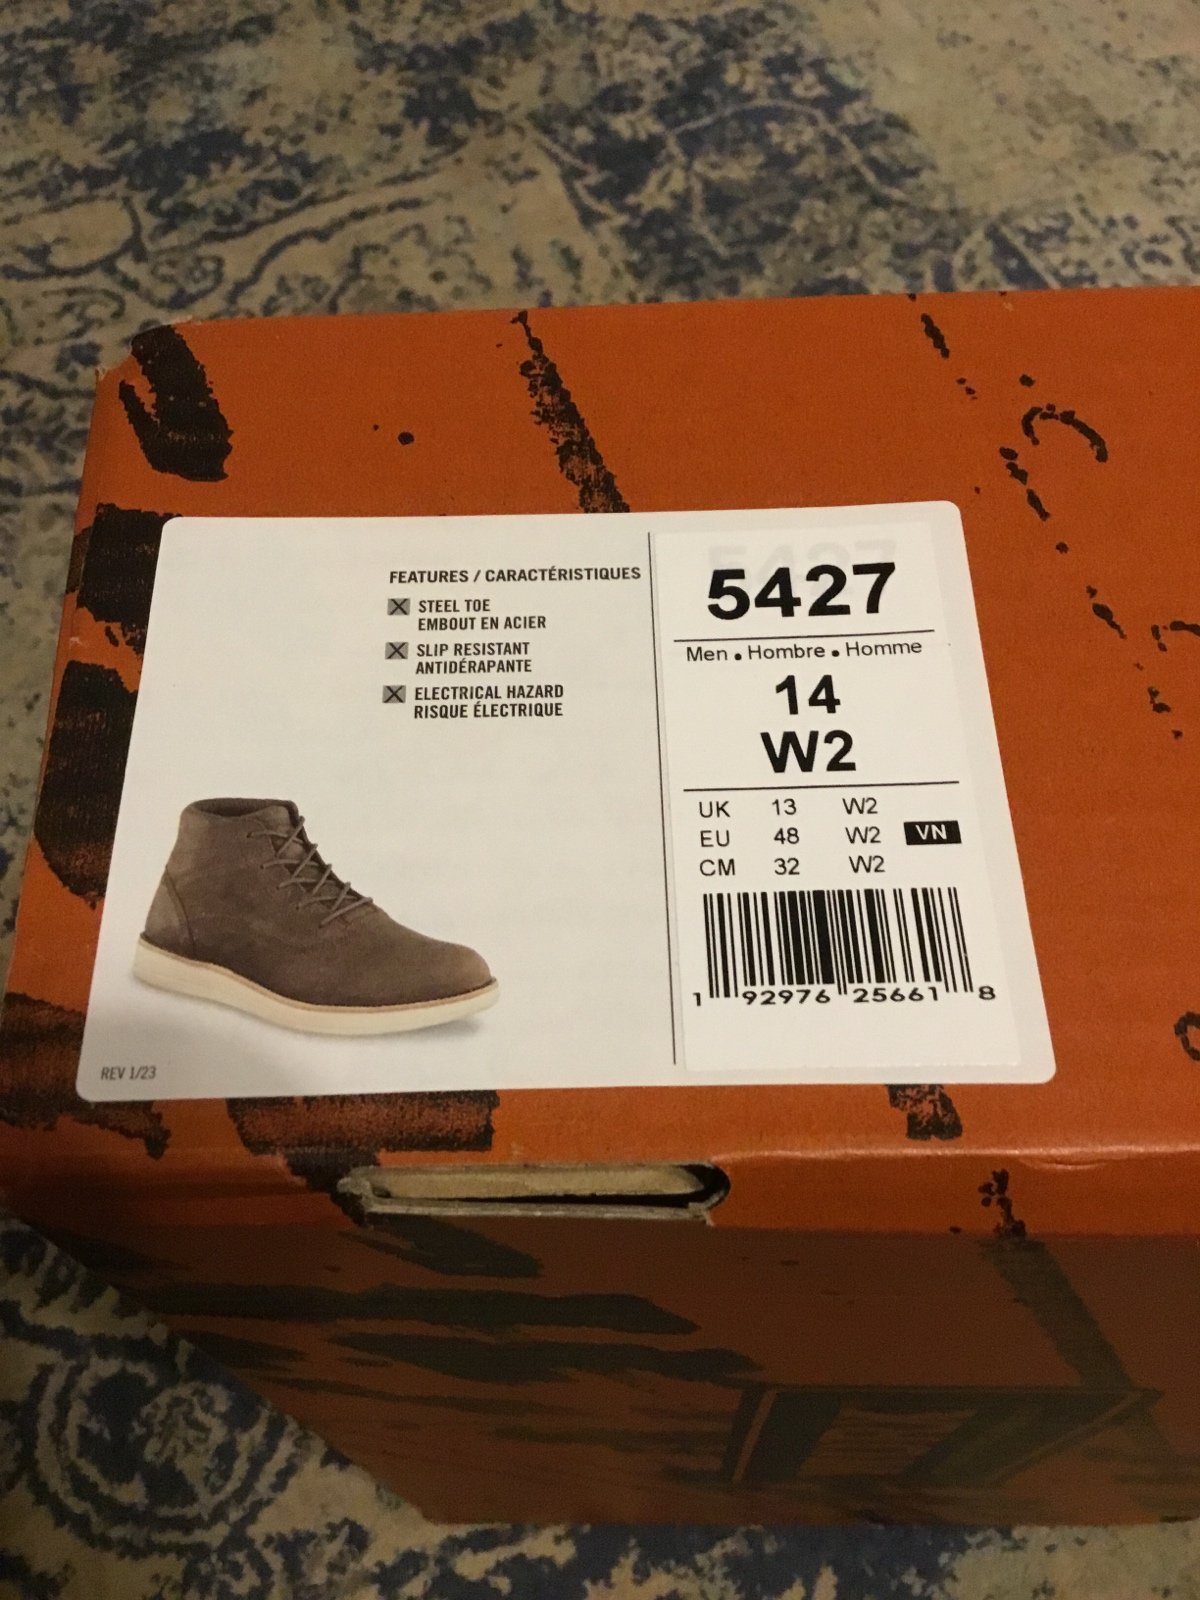 FEATURES / CARACTÉRISTIQUES
STEEL TOE
EMBOUT EN ACIER
SLIP RESISTANT
ANTIDÉRAPANTE
ELECTRICAL HAZARD
RISQUE ÉLECTRIQUE
REV 1/23
5427
Men • Hombre • Homme
14
W2
UK 13 W2
EU 48 W2 VN
CM 32 W2
1 92976 25661 8